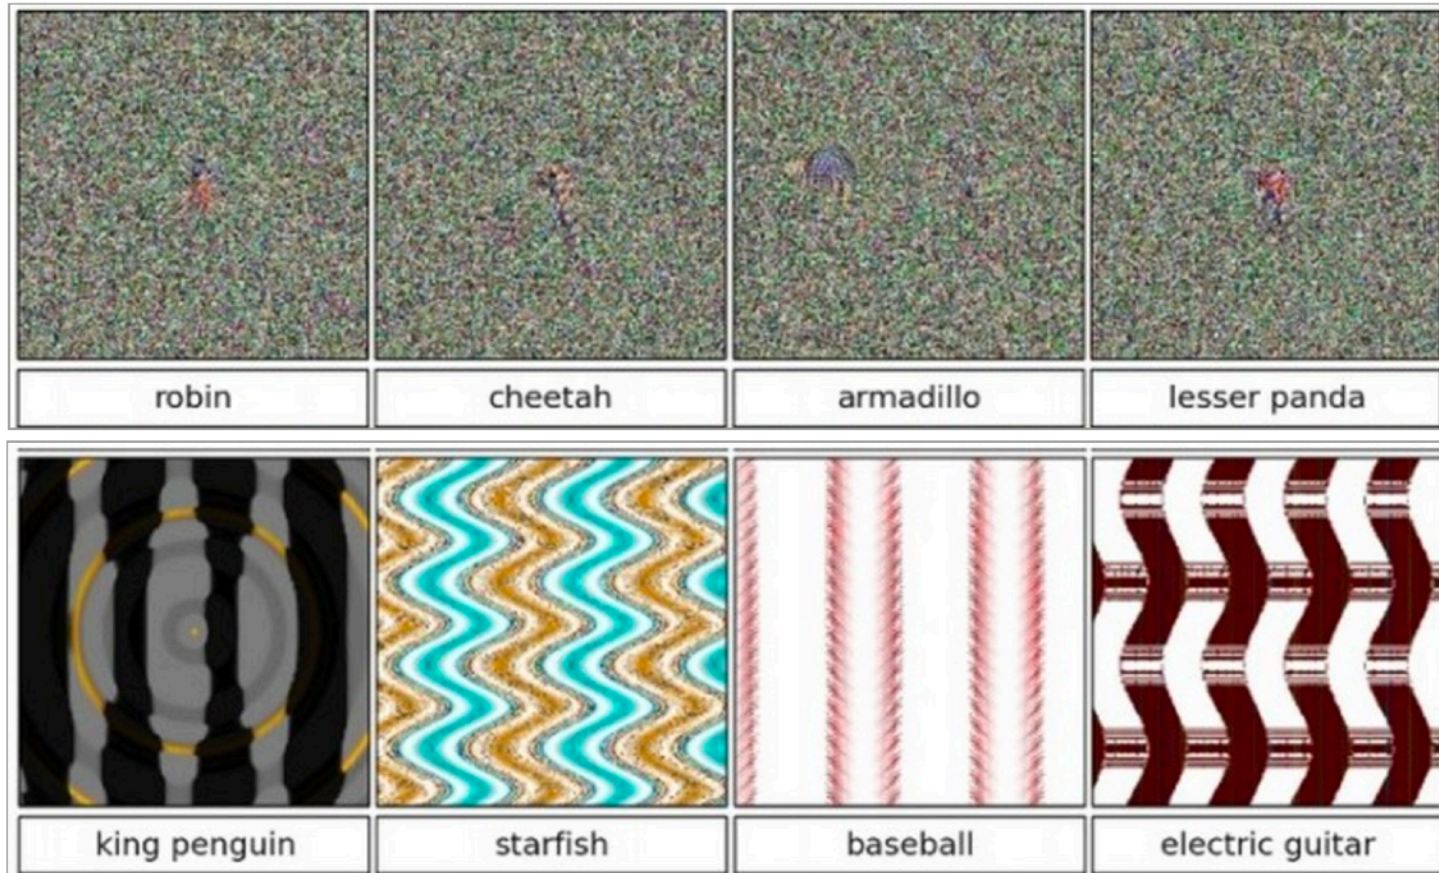 robin
cheetah
armadillo
lesser panda
king penguin
starfish
baseball
electric guitar